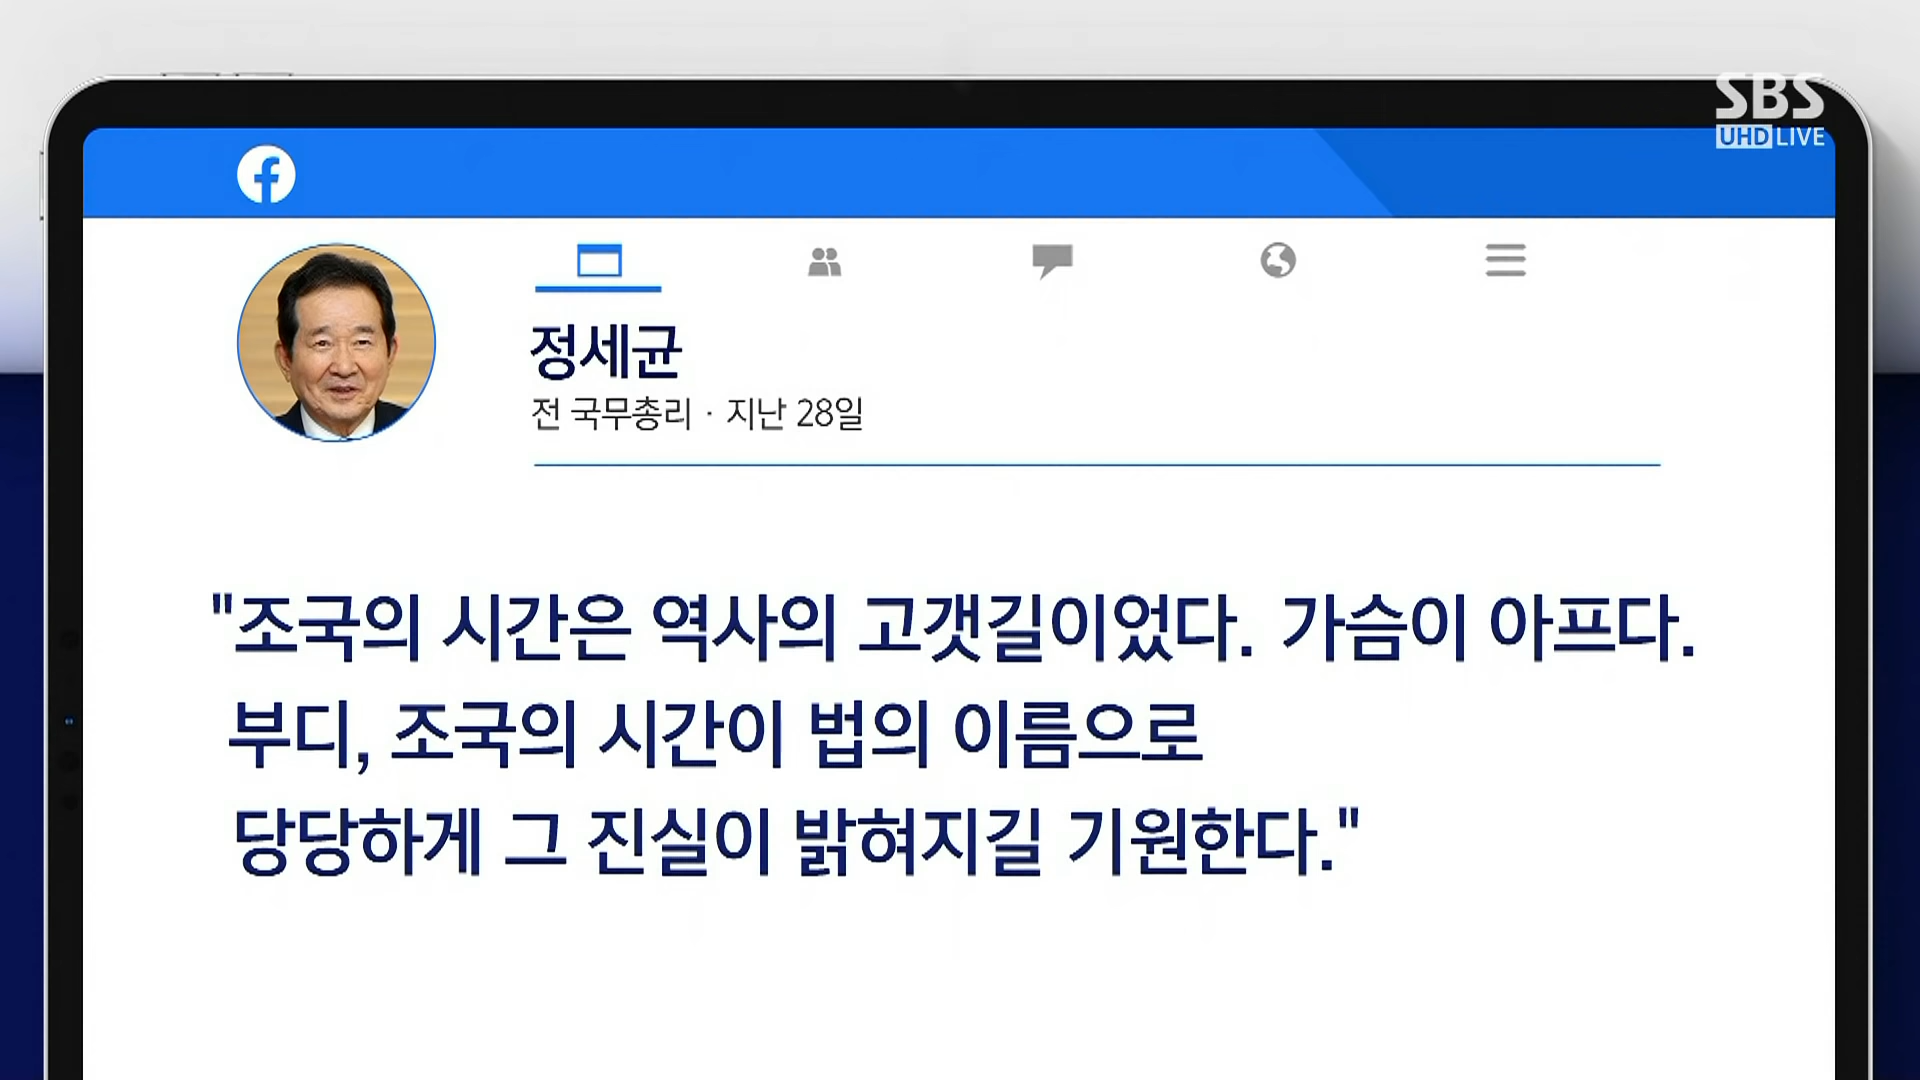 SBS
UHD LIVE
정세균
전 국무총리 · 지난 28일
"조국의 시간은 역사의 고갯길이었다. 가슴이 아프다.
부디, 조국의 시간이 법의 이름으로
당당하게 그 진실이 밝혀지길 기원한다."